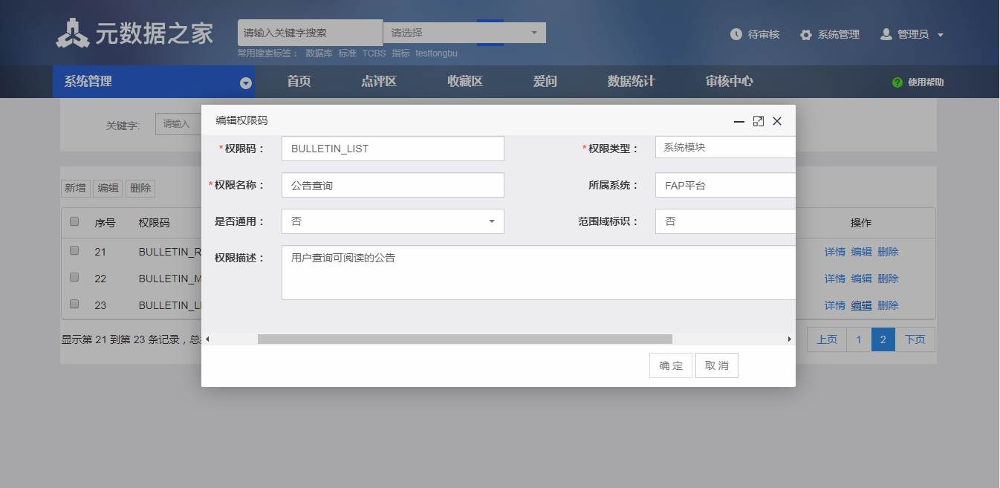 元数据之家
请输入关键字搜索 请选择
待审核 系统管理 管理员
常用搜索标签： 数据库 标准 TCBS 指标 testtongbu
系统管理 首页 点评区 收藏区 爱问 数据统计 审核中心 使用帮助
编辑权限码
关键字: 请输入
*权限码： BULLETIN_LIST *权限类型： 系统模块
*权限名称： 公告查询 所属系统： FAP平台
新增 编辑 删除
是否通用： 否 范围域标识： 否
序号 权限码 操作
权限描述： 用户查询可阅读的公告
21 BULLETIN_R 详情 编辑 删除
22 BULLETIN_M 详情 编辑 删除
23 BULLETIN_LI 详情 编辑 删除
显示第 21 到第 23 条记录，总 上页 1 2 下页
确 定 取 消